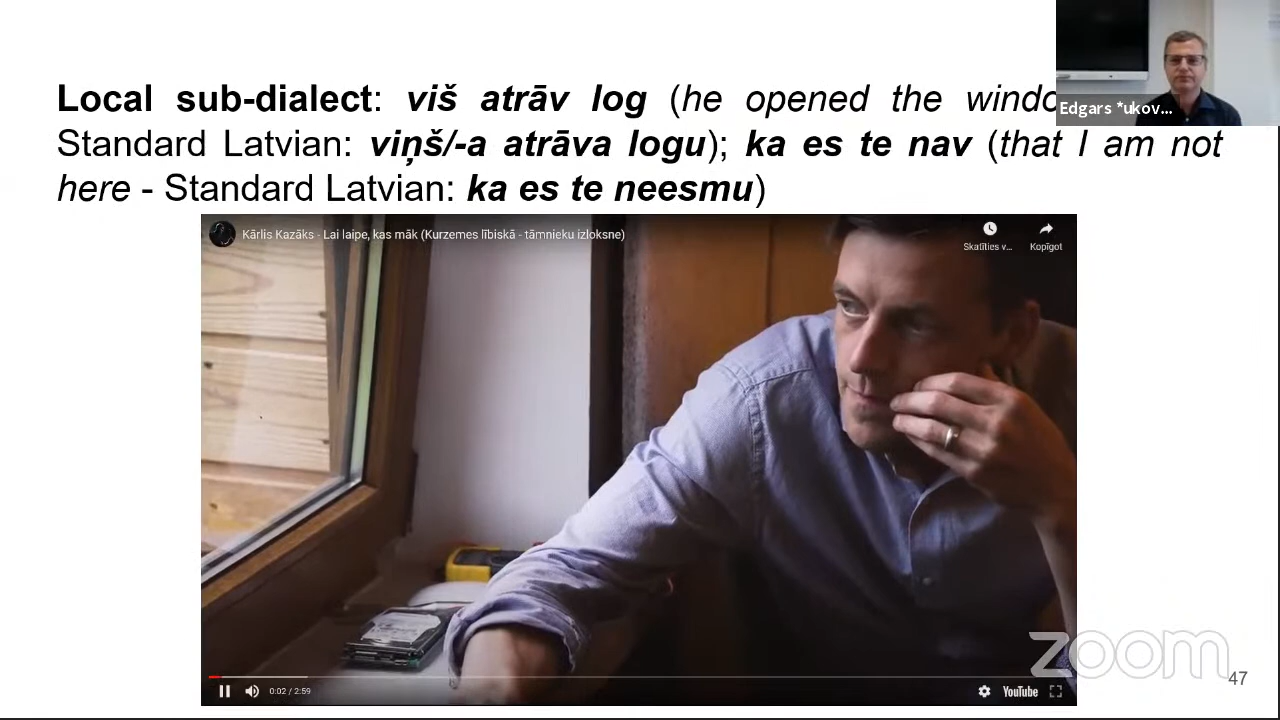 Local sub-dialect: viš atrāv log (he opened the
Standard Latvian: viņš/-a atrāva logu); ka es te nav (that I am not
here - Standard Latvian: ka es te neesmu)
Edgars *ukov...
Kārlis Kazāks - Lai laipe, kas māk (Kurzemes lībiskā - tāmnieku izloksne)
Skatīties v...
Kopīgot
0:02 / 2:59
YouTube
zoom
47